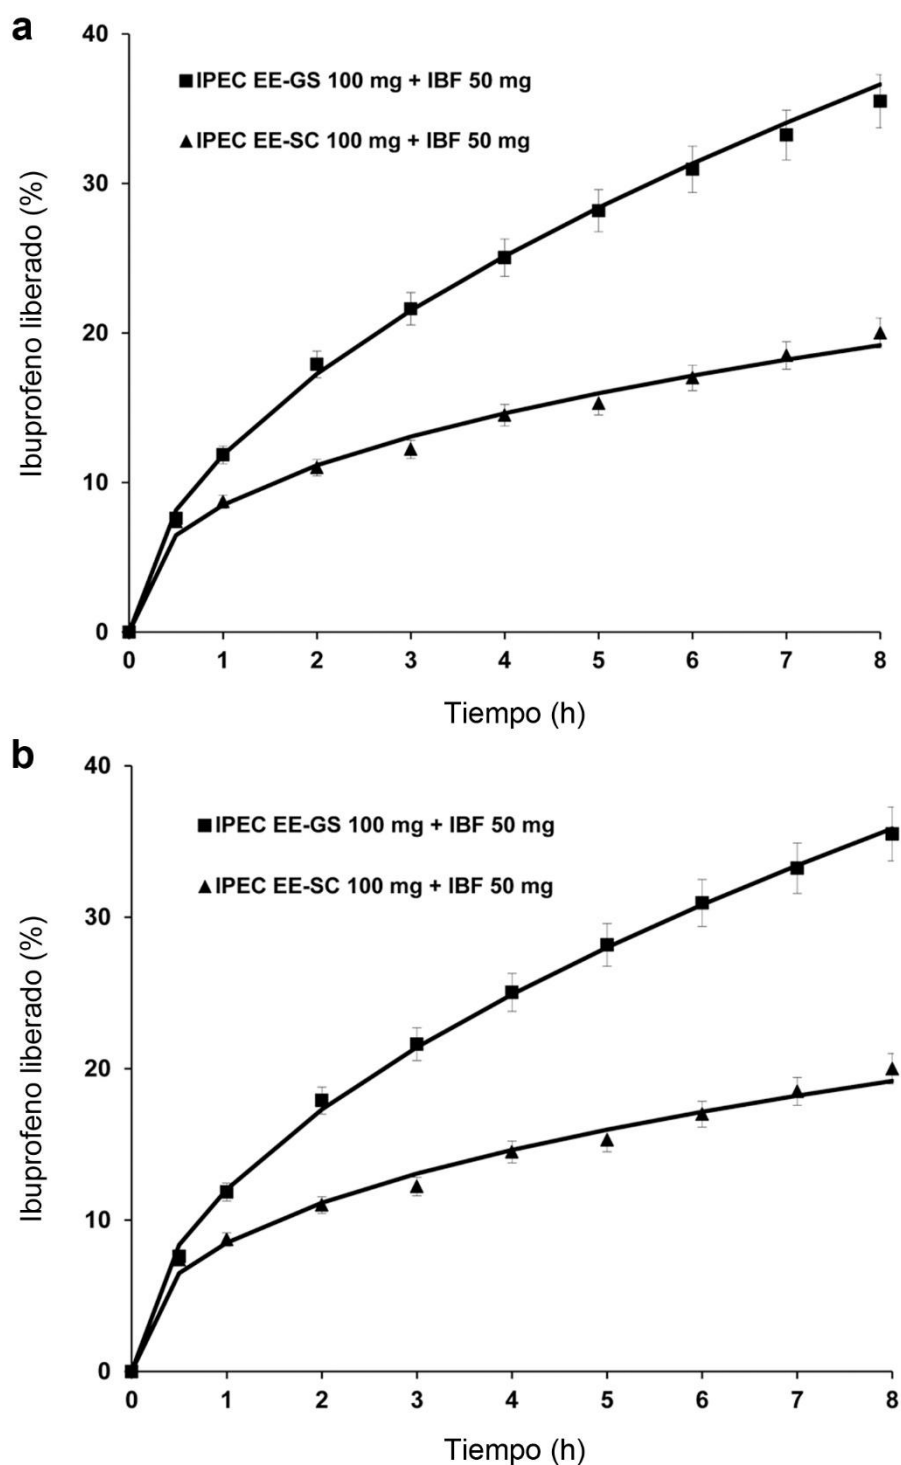 a
40
IPEC EE-GS 100 mg + IBF 50 mg
IPEC EE-SC 100 mg + IBF 50 mg
30
20
10
0
Ibuprofeno liberado (%)
0 1 2 3 4 5 6 7 8
Tiempo (h)
b
40
IPEC EE-GS 100 mg + IBF 50 mg
IPEC EE-SC 100 mg + IBF 50 mg
30
20
10
0
Ibuprofeno liberado (%)
0 1 2 3 4 5 6 7 8
Tiempo (h)